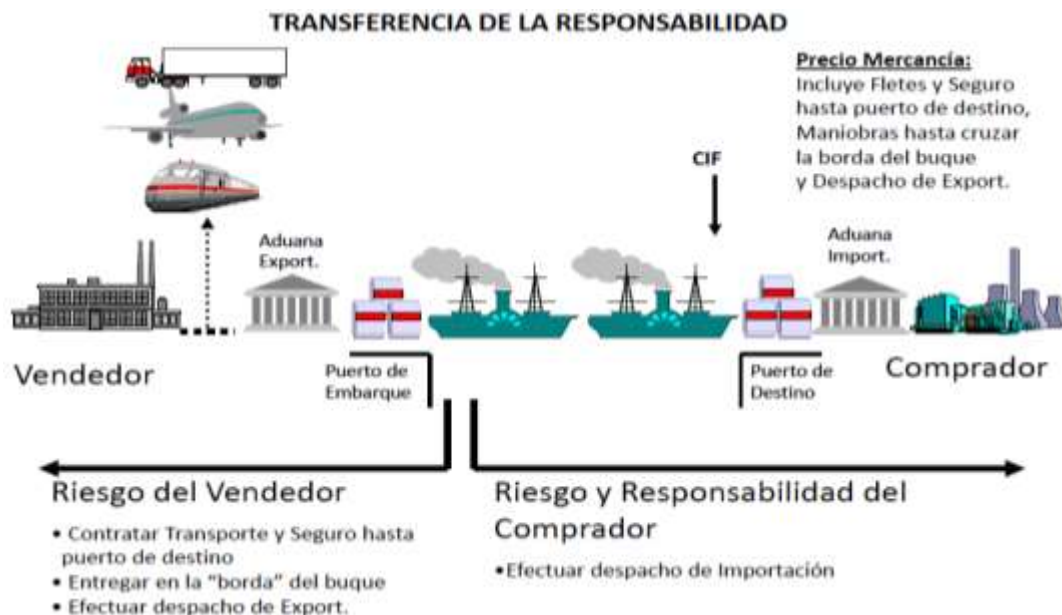 TRANSFERENCIA DE LA RESPONSABILIDAD
Precio Mercancía:
Incluye Fletes y Seguro
hasta puerto de destino,
Maniobras hasta cruzar
la borda del buque
y Despacho de Export.
CIF
Aduana
Export.
Aduana
Import.
Vendedor
Puerto de
Embarque
Puerto de
Destino
Comprador
Riesgo del Vendedor
• Contratar Transporte y Seguro hasta
puerto de destino
• Entregar en la "borda" del buque
• Efectuar despacho de Export.
Riesgo y Responsabilidad del
Comprador
•Efectuar despacho de Importación